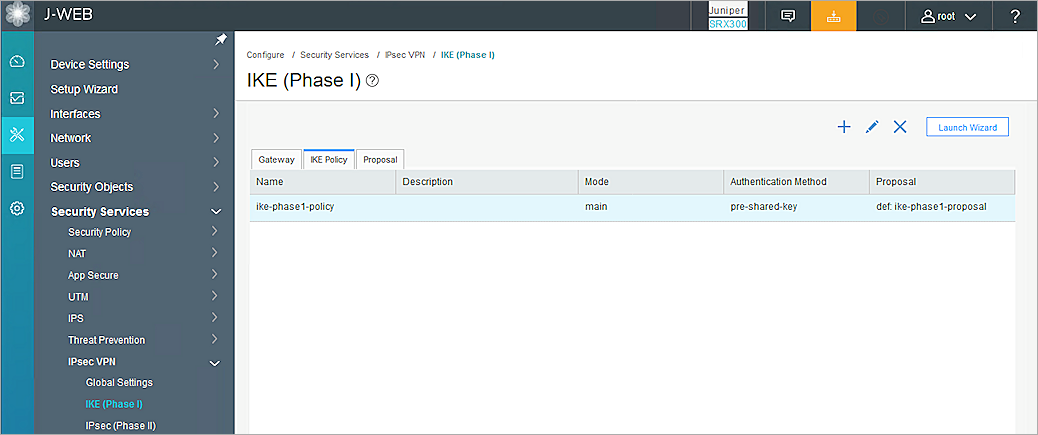 J-WEB
Juniper
SRX300
root
?
Device Settings
Setup Wizard
Interfaces
Network
Users
Security Objects
Security Services
Security Policy
NAT
App Secure
UTM
IPS
Threat Prevention
IPsec VPN
Global Settings
IKE (Phase I)
IPsec (Phase II)
Configure / Security Services / IPsec VPN / IKE (Phase I)
IKE (Phase I) ?
Launch Wizard
Gateway IKE Policy Proposal
Name Description Mode Authentication Method Proposal
ike-phase1-policy main pre-shared-key def: ike-phase1-proposal